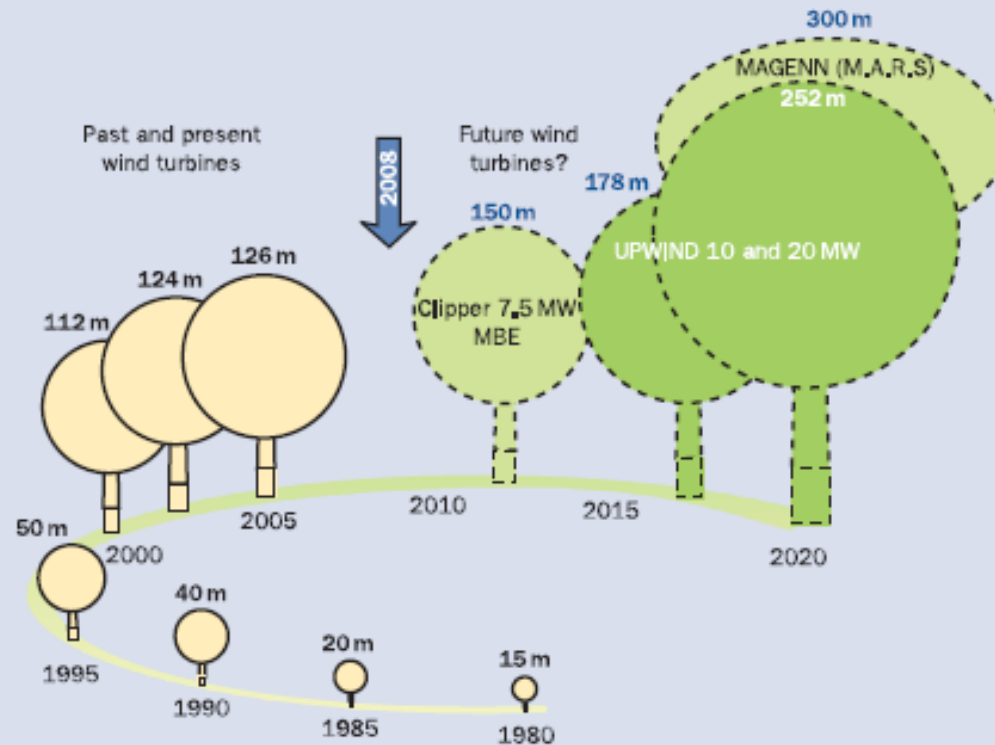 300 m
MAGENN (M.A.R.S)
252 m
Past and present
wind turbines
2008
Future wind
turbines?
178 m
150 m
UPWIND 10 and 20 MW
126 m
124 m
112 m
Clipper 7.5 MW
MBE
2010
2015
2005
2000
2020
50 m
40 m
20 m
15 m
1995
1990
1985
1980